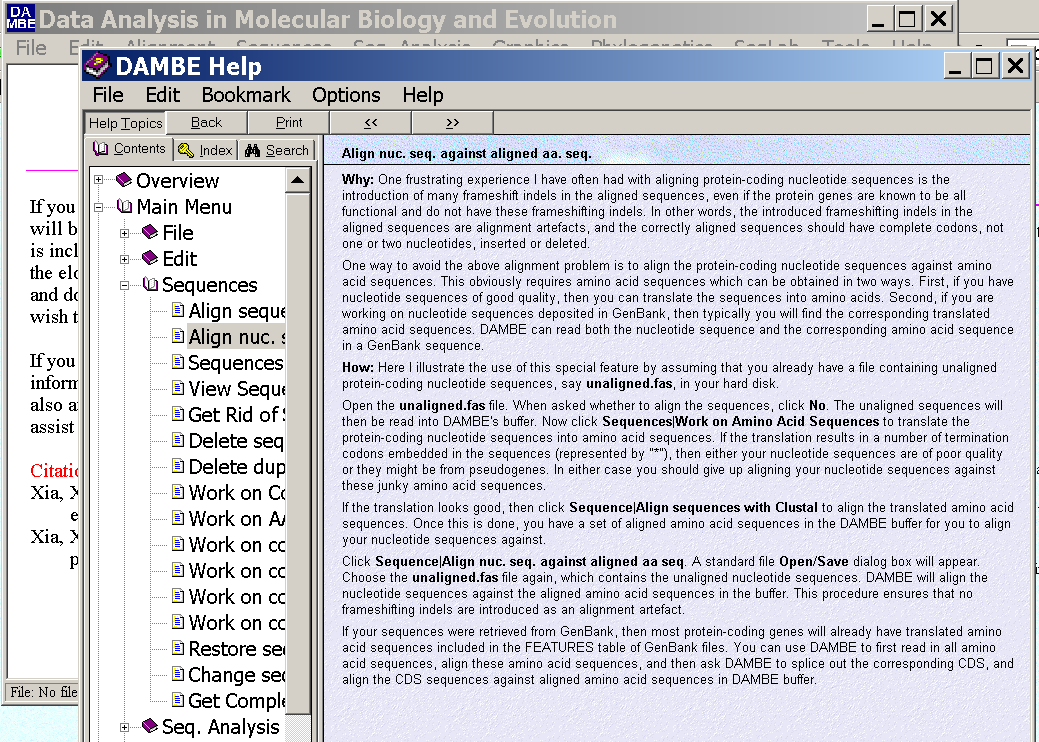 DA MBE Data Analysis in Molecular Biology and Evolution
File Edit Alignment Sequences Seq. Analysis Graphics Phylogenetics SeqLab Tools Help
If you
will b
is incl
the elo
and do
wish t
If you
inform
also a
assist
Citatio
Xia, X
e
Xia, X
p
File: No file
DAMBE Help
File Edit Bookmark Options Help
Help Topics Back Print << >>
Contents Index Search
Overview
Main Menu
File
Edit
Sequences
Align seque
Align nuc. s
Sequences
View Seque
Get Rid of S
Delete seq
Delete dup
Work on Co
Work on AA
Work on co
Work on co
Work on co
Work on co
Restore se
Change sec
Get Comple
Seq. Analysis
Align nuc. seq. against aligned aa. seq.
Why: One frustrating experience I have often had with aligning protein-coding nucleotide sequences is the
introduction of many frameshift indels in the aligned sequences, even if the protein genes are known to be all
functional and do not have these frameshifting indels. In other words, the introduced frameshifting indels in the
aligned sequences are alignment artefacts, and the correctly aligned sequences should have complete codons, not
one or two nucleotides, inserted or deleted.
One way to avoid the above alignment problem is to align the protein-coding nucleotide sequences against amino
acid sequences. This obviously requires amino acid sequences which can be obtained in two ways. First, if you have
nucleotide sequences of good quality, then you can translate the sequences into amino acids. Second, if you are
working on nucleotide sequences deposited in GenBank, then typically you will find the corresponding translated
amino acid sequences. DAMBE can read both the nucleotide sequence and the corresponding amino acid sequence
in a GenBank sequence.
How: Here I illustrate the use of this special feature by assuming that you already have a file containing unaligned
protein-coding nucleotide sequences, say unaligned.fas, in your hard disk.
Open the unaligned.fas file. When asked whether to align the sequences, click No. The unaligned sequences will
then be read into DAMBE's buffer. Now click Sequences|Work on Amino Acid Sequences to translate the
protein-coding nucleotide sequences into amino acid sequences. If the translation results in a number of termination
codons embedded in the sequences (represented by "*"), then either your nucleotide sequences are of poor quality
or they might be from pseudogenes. In either case you should give up aligning your nucleotide sequences against
these junky amino acid sequences.
If the translation looks good, then click Sequence|Align sequences with Clustal to align the translated amino acid
sequences. Once this is done, you have a set of aligned amino acid sequences in the DAMBE buffer for you to align
your nucleotide sequences against.
Click Sequence|Align nuc. seq. against aligned aa seq. A standard file Open/Save dialog box will appear.
Choose the unaligned.fas file again, which contains the unaligned nucleotide sequences. DAMBE will align the
nucleotide sequences against the aligned amino acid sequences in the buffer. This procedure ensures that no
frameshifting indels are introduced as an alignment artefact.
If your sequences were retrieved from GenBank, then most protein-coding genes will already have translated amino
acid sequences included in the FEATURES table of GenBank files. You can use DAMBE to first read in all amino
acid sequences, align these amino acid sequences, and then ask DAMBE to splice out the corresponding CDS, and
align the CDS sequences against aligned amino acid sequences in DAMBE buffer.